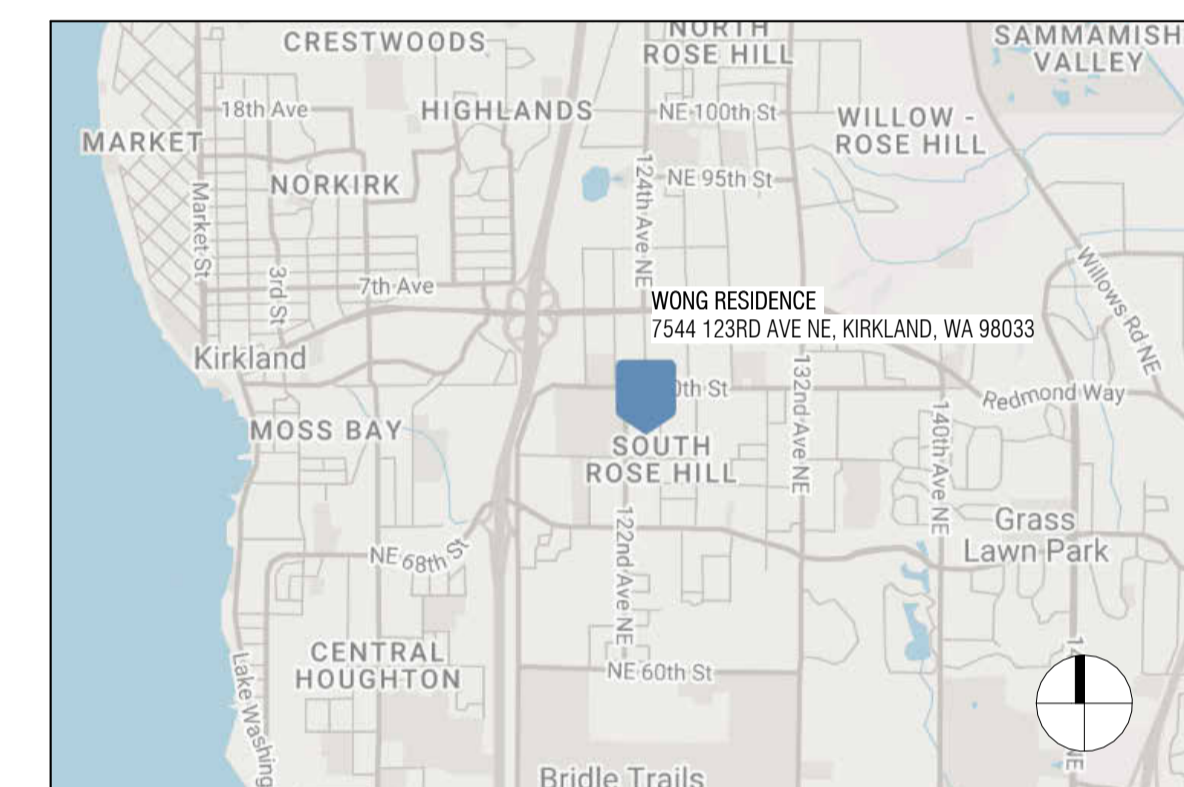 CRESTWOODS
NORTH
ROSE HILL
SAMMAMISH
VALLEY
18th Ave
HIGHLANDS
NE 100th St
WILLOW -
ROSE HILL
MARKET
NORKIRK
124th Ave NE
NE 95th St
Market St
3rd St
7th Ave
Willows Rd NE
WONG RESIDENCE
7544 123RD AVE NE, KIRKLAND, WA 98033
Kirkland
0th St
132nd Ave NE
Redmond Way
MOSS BAY
SOUTH
ROSE HILL
140th Ave NE
122nd Ave NE
Grass
Lawn Park
NE 68th St
CENTRAL
HOUGHTON
NE 60th St
Lake Washing
14
NE
Bridle Trails